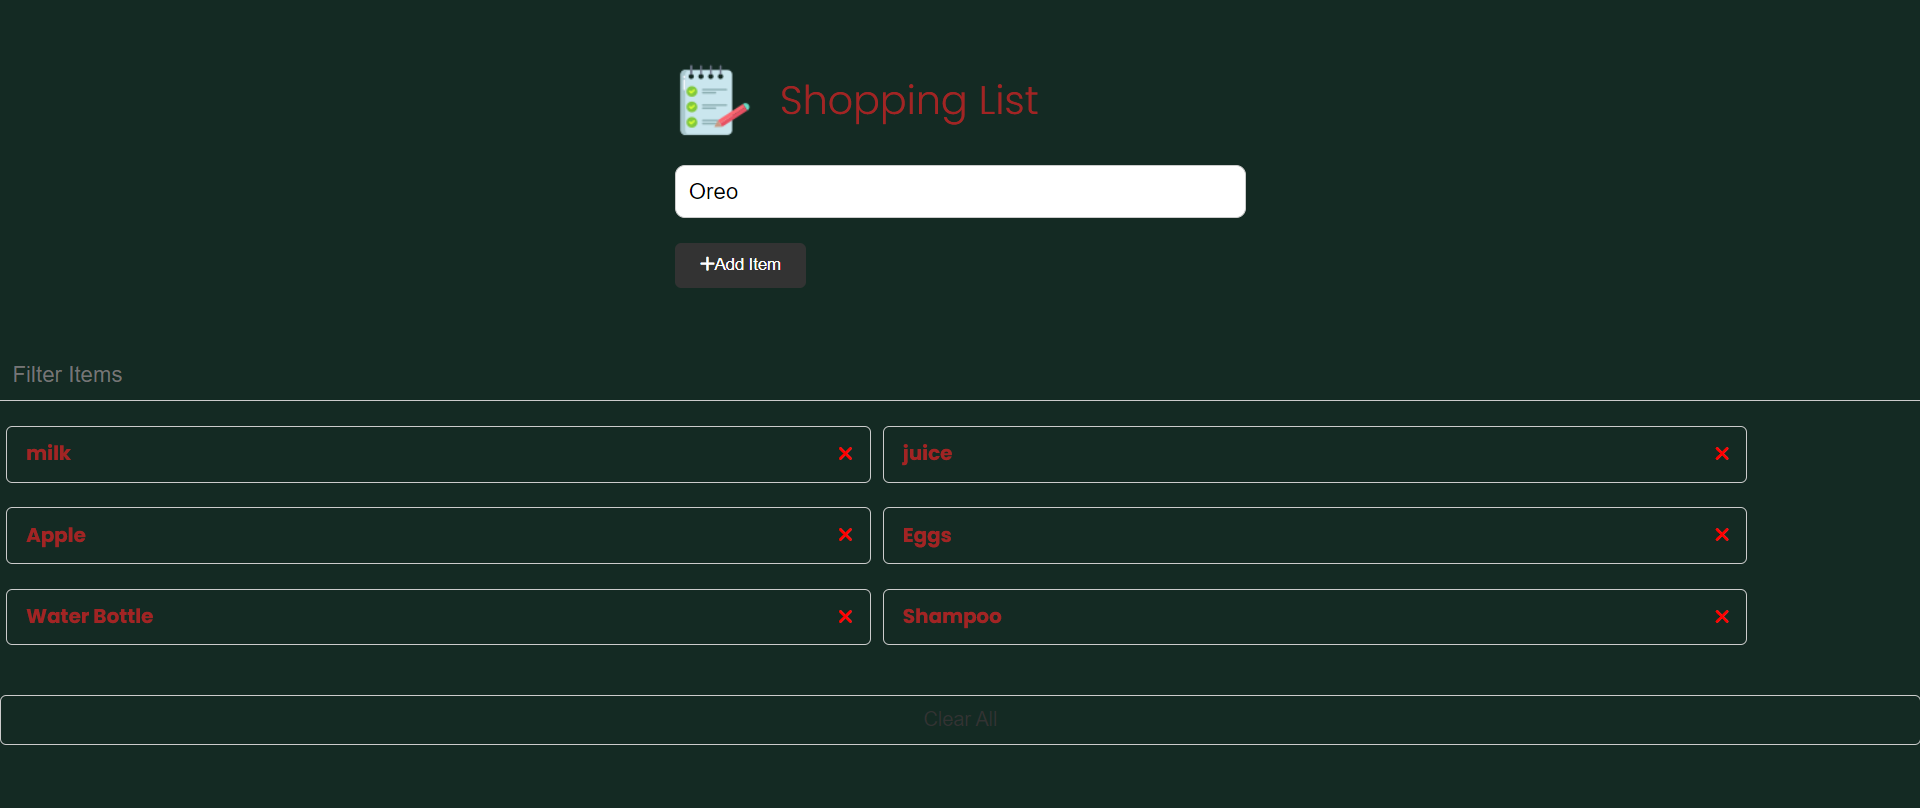 Shopping List
Oreo
Add Item
Filter Items
milk
juice
Apple
Eggs
Water Bottle
Shampoo
Clear All